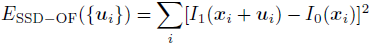 E_{SSD-OF}({u_i}) = \sum_i [I_1(x_i + u_i) - I_0(x_i)]^2